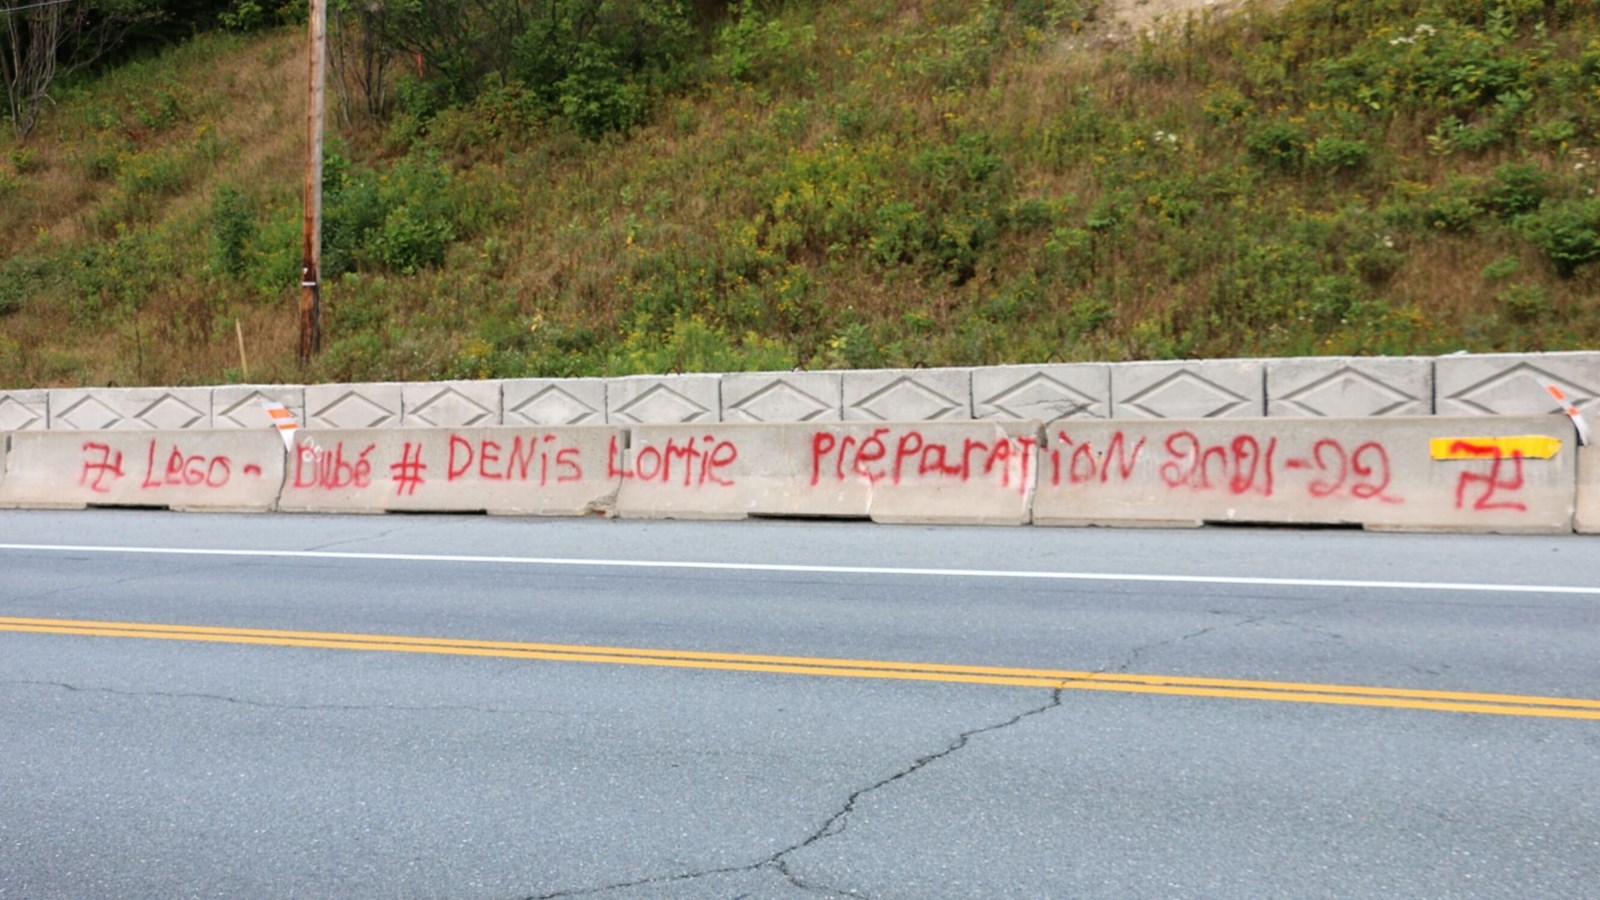 LEGO - Dubé # DENiS Lortie PréParATiON 2021-22